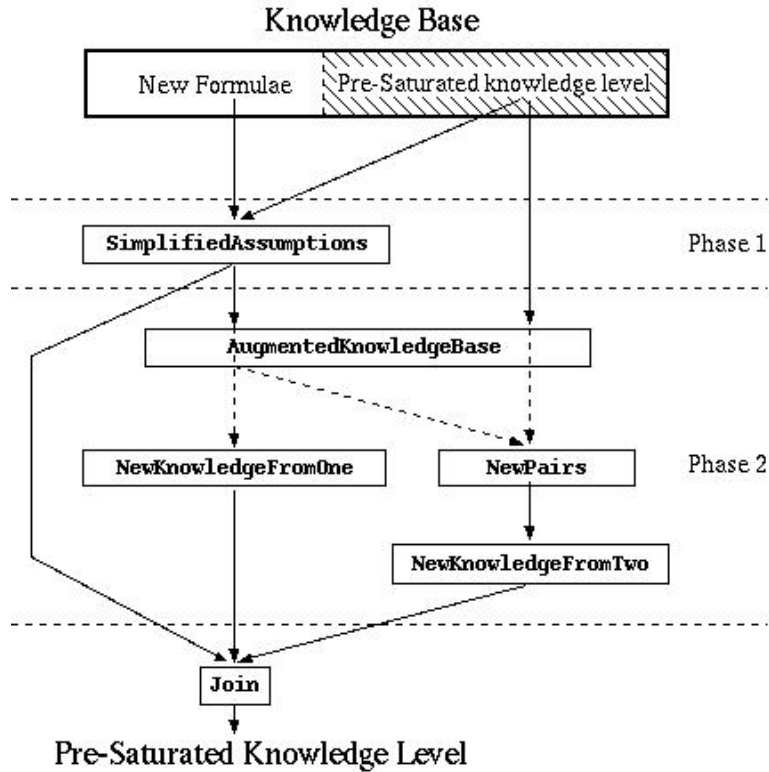 Knowledge Base
New Formulae
Pre-Saturated knowledge level
SimplifiedAssumptions
Phase 1
AugmentedKnowledgeBase
NewKnowledgeFromOne
NewPairs
Phase 2
NewKnowledgeFromTwo
Join
Pre-Saturated Knowledge Level